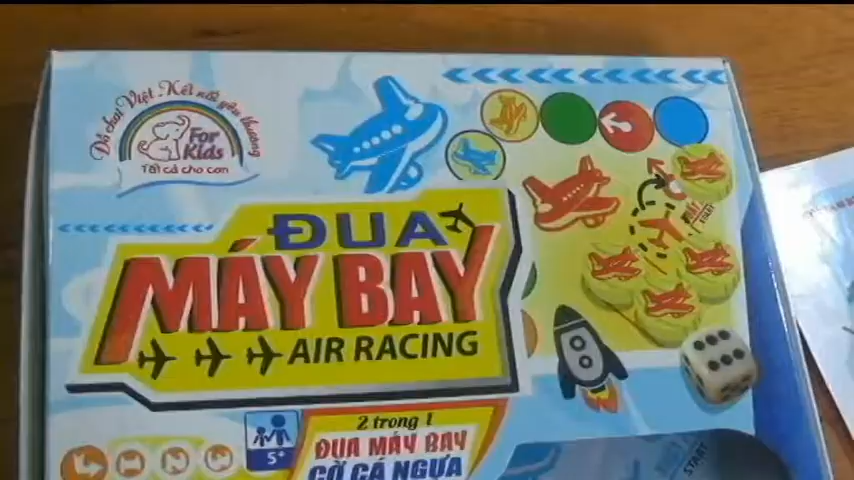 Đồ chơi Việt. Kết nối yêu thương
For
Kids
Tất cả cho con
ĐUA
MÁY BAY
AIR RACING
START
5+
2 trong 1
ĐUA MÁY BAY
CỜ CÁ NGỰA
START